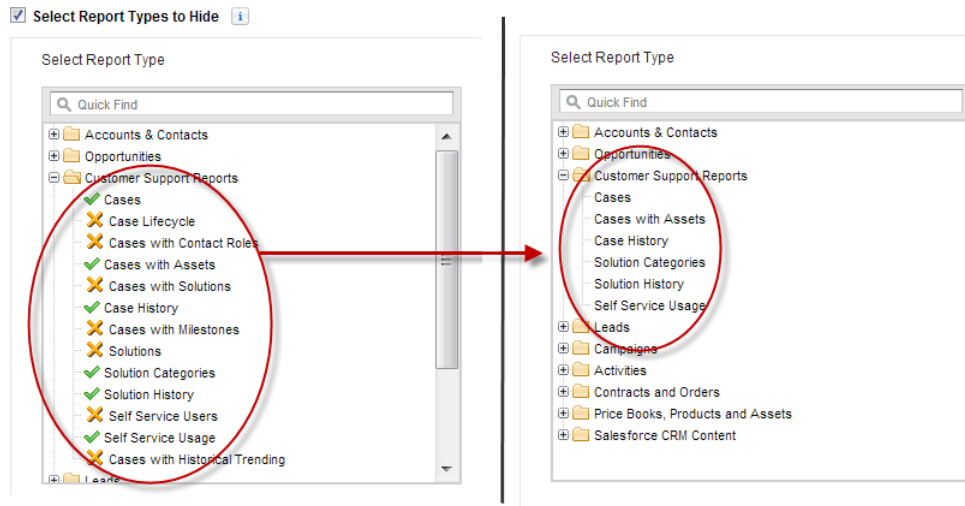 Select Report Types to Hide i
Select Report Type
Quick Find
Accounts & Contacts
Opportunities
Customer Support Reports
Cases
Case Lifecycle
Cases with Contact Roles
Cases with Assets
Cases with Solutions
Case History
Cases with Milestones
Solutions
Solution Categories
Solution History
Self Service Users
Self Service Usage
Cases with Historical Trending
Leads
Select Report Type
Quick Find
Accounts & Contacts
Opportunities
Customer Support Reports
Cases
Cases with Assets
Case History
Solution Categories
Solution History
Self Service Usage
Leads
Campaigns
Activities
Contracts and Orders
Price Books, Products and Assets
Salesforce CRM Content